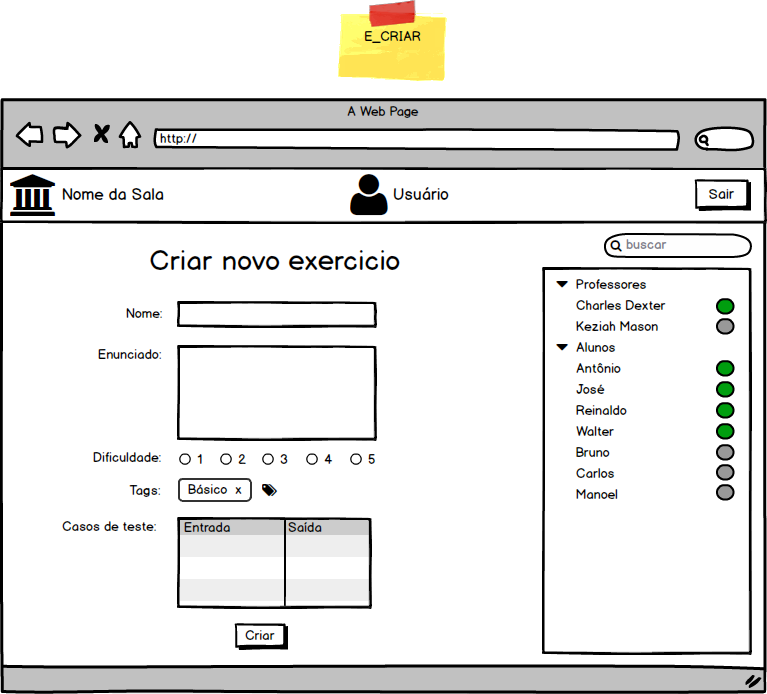 E_CRIAR
A Web Page
http://
Nome da Sala
Usuário
Sair
buscar
Criar novo exercicio
Nome:
Enunciado:
Dificuldade: 1 2 3 4 5
Tags: Básico x
Casos de teste: Entrada Saída
Criar
Professores
Charles Dexter
Keziah Mason
Alunos
Antônio
José
Reinaldo
Walter
Bruno
Carlos
Manoel